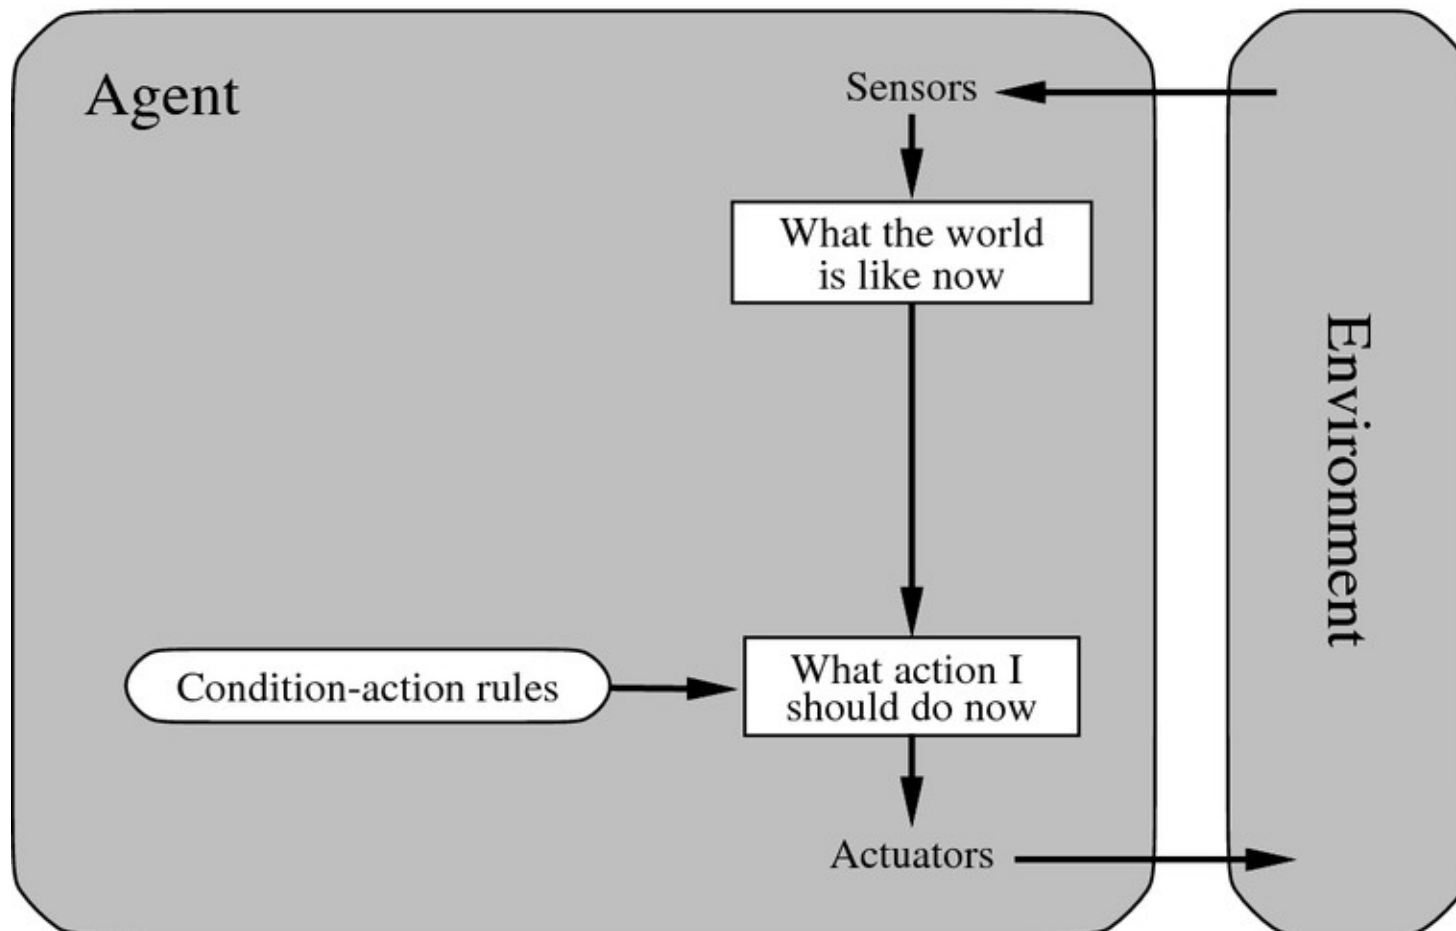 Agent
Sensors
What the world
is like now
Environment
Condition-action rules
What action I
should do now
Actuators